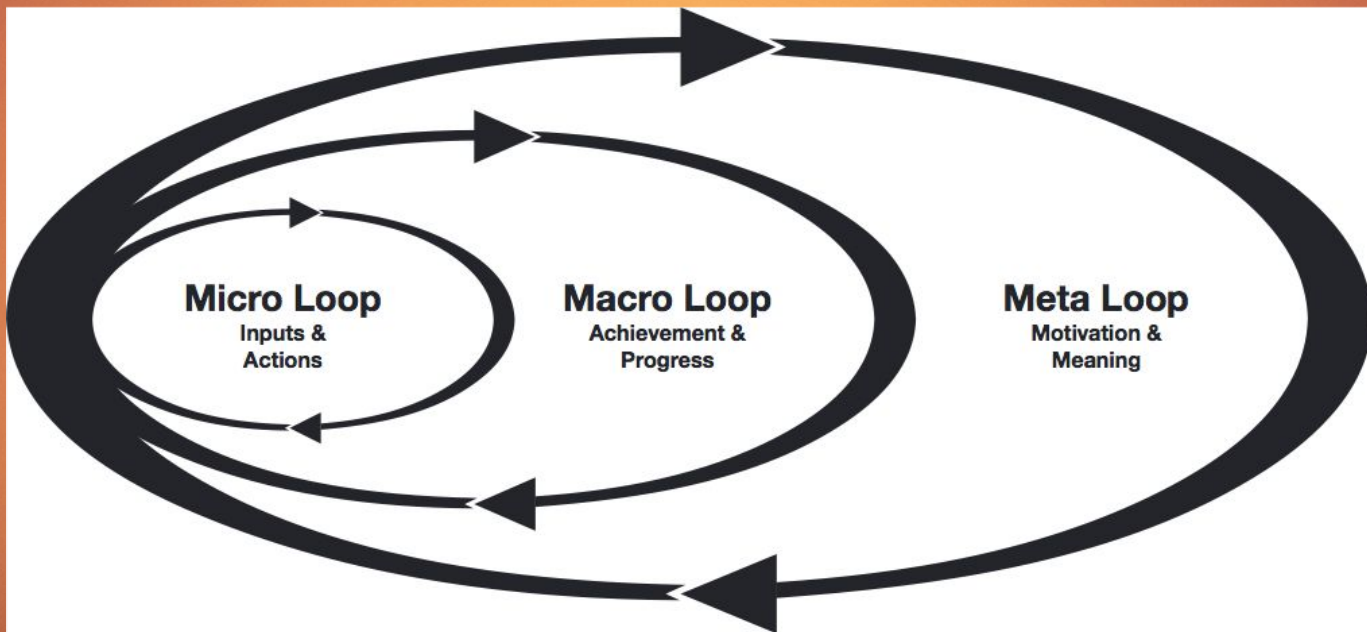 Micro Loop
Inputs &
Actions
Macro Loop
Achievement &
Progress
Meta Loop
Motivation &
Meaning